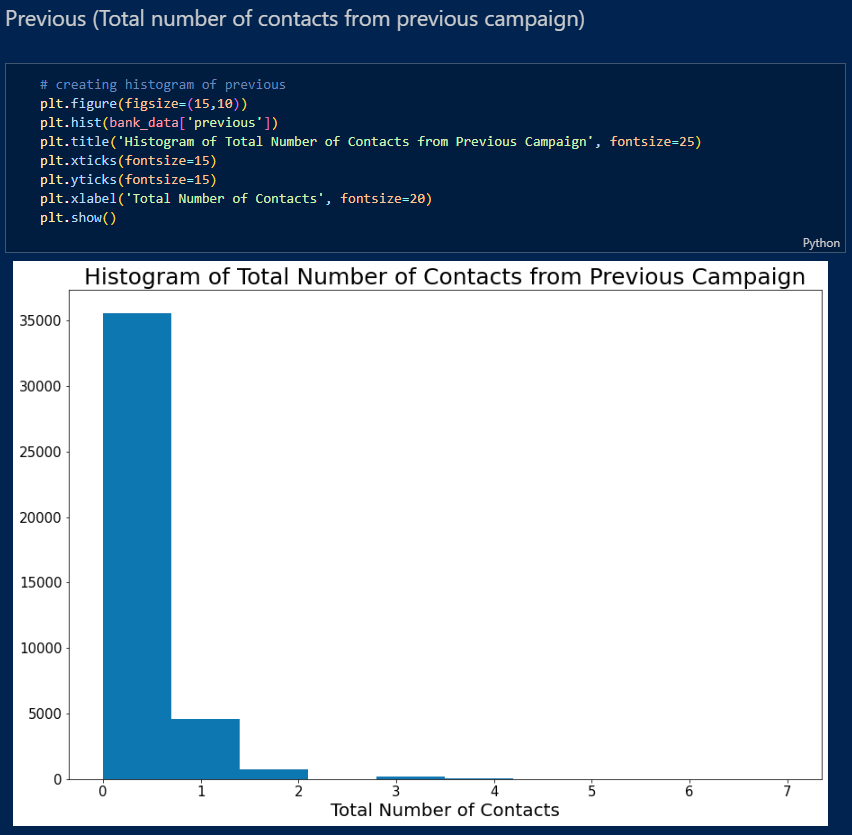 Previous (Total number of contacts from previous campaign)
# creating histogram of previous
plt.figure(figsize=(15,10))
plt.hist(bank_data['previous'])
plt.title('Histogram of Total Number of Contacts from Previous Campaign', fontsize=25)
plt.xticks(fontsize=15)
plt.yticks(fontsize=15)
plt.xlabel('Total Number of Contacts', fontsize=20)
plt.show()
Python
Histogram of Total Number of Contacts from Previous Campaign
35000
30000
25000
20000
15000
10000
5000
0
0 1 2 3 4 5 6 7
Total Number of Contacts